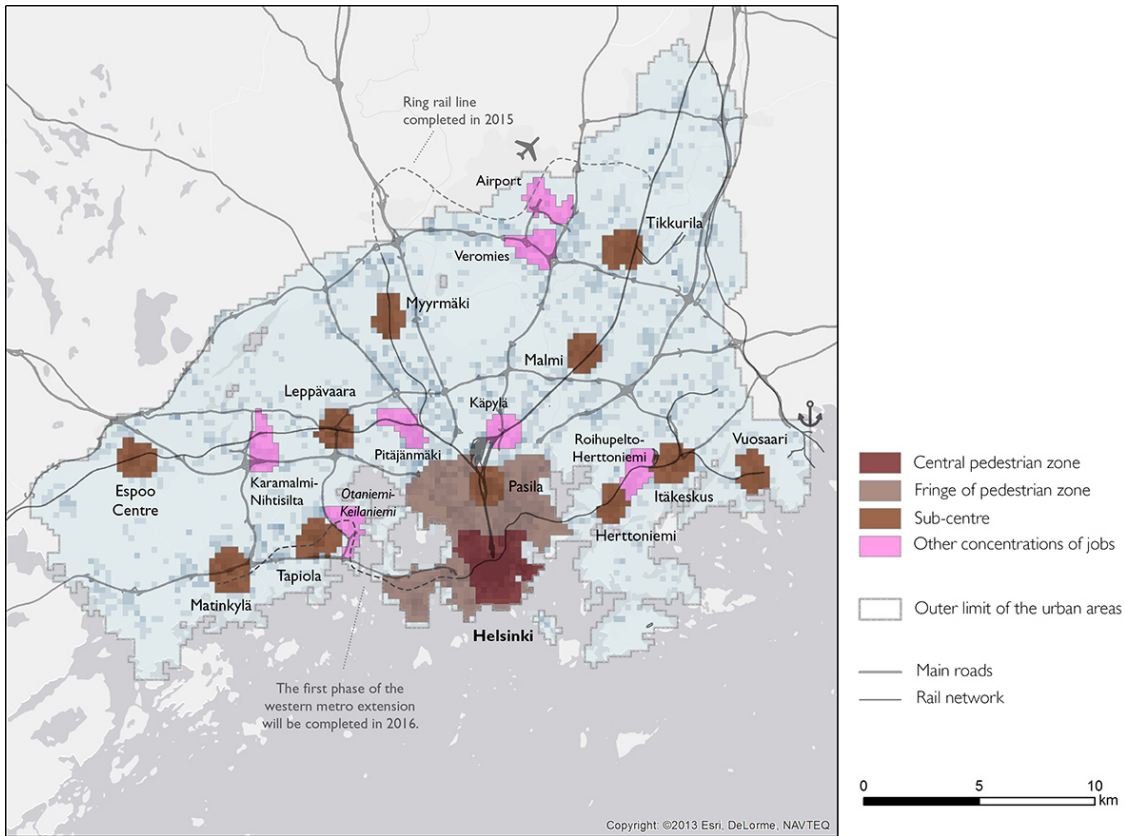 Ring rail line
completed in 2015
Airport
Tikkurila
Veromies
Myyrmäki
Malmi
Leppävaara
Käpylä
Pitäjänmäki
Roihupelto-
Herttoniemi
Vuosaari
Espoo
Centre
Karamalmi-
Nihtisilta
Otaniemi-
Keilaniemi
Pasila
Itäkeskus
Herttoniemi
Tapiola
Matinkylä
Helsinki
The first phase of the
western metro extension
will be completed in 2016.
Copyright: ©2013 Esri, DeLorme, NAVTEQ
Central pedestrian zone
Fringe of pedestrian zone
Sub-centre
Other concentrations of jobs
Outer limit of the urban areas
Main roads
Rail network
0 5 10
km